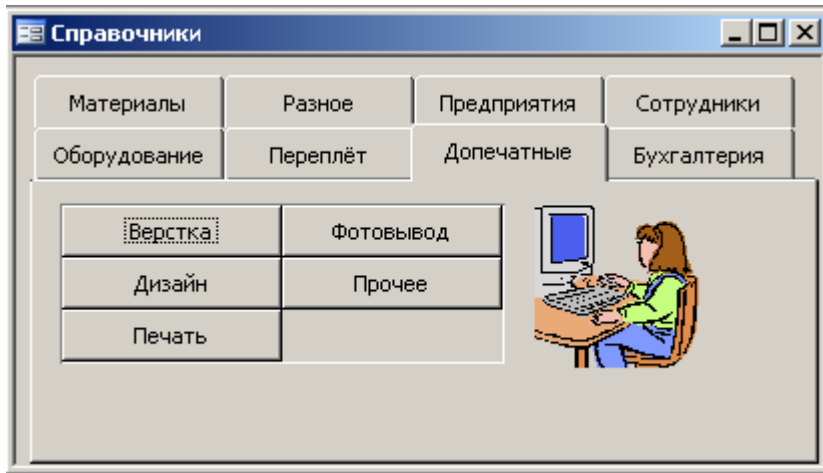 Справочники
Материалы Разное Предприятия Сотрудники
Оборудование Переплёт Допечатные Бухгалтерия
Верстка Фотовывод
Дизайн Прочее
Печать